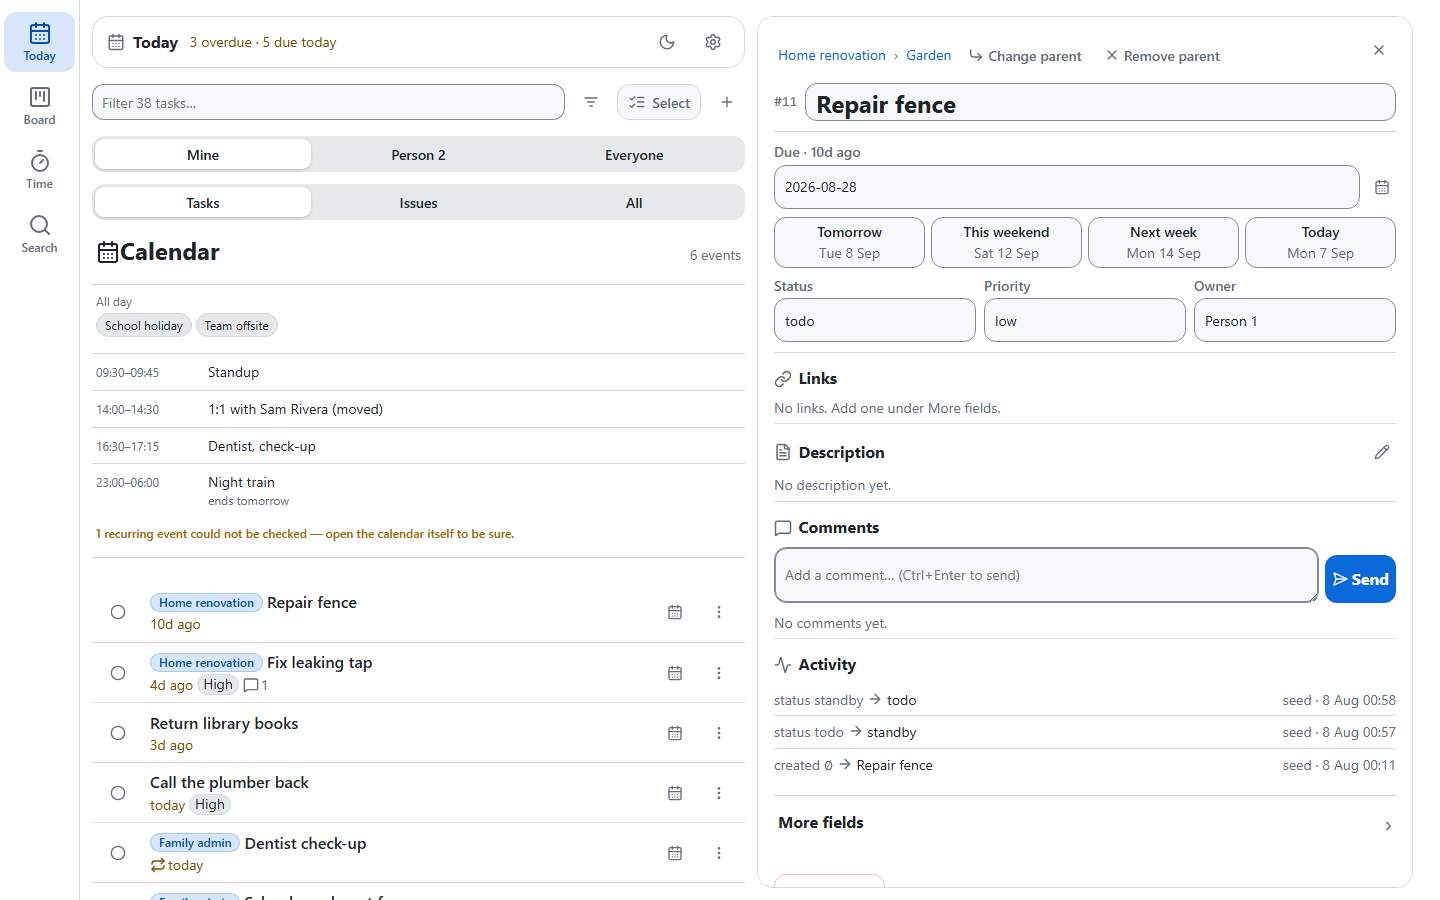 Today
Board
Time
Search
Today 3 overdue · 5 due today
Filter 38 tasks...
Select
Mine
Person 2
Everyone
Tasks
Issues
All
Calendar
6 events
All day
School holiday
Team offsite
09:30–09:45 Standup
14:00–14:30 1:1 with Sam Rivera (moved)
16:30–17:15 Dentist, check-up
23:00–06:00 Night train
ends tomorrow
1 recurring event could not be checked — open the calendar itself to be sure.
Home renovation Repair fence
10d ago
Home renovation Fix leaking tap
4d ago High 1
Return library books
3d ago
Call the plumber back
today High
Family admin Dentist check-up
today
Home renovation › Garden Change parent Remove parent
#11 Repair fence
Due · 10d ago
2026-08-28
Tomorrow
Tue 8 Sep
This weekend
Sat 12 Sep
Next week
Mon 14 Sep
Today
Mon 7 Sep
Status
todo
Priority
low
Owner
Person 1
Links
No links. Add one under More fields.
Description
No description yet.
Comments
Add a comment... (Ctrl+Enter to send)
Send
No comments yet.
Activity
status standby → todo seed · 8 Aug 00:58
status todo → standby seed · 8 Aug 00:57
created ∅ → Repair fence seed · 8 Aug 00:11
More fields ›